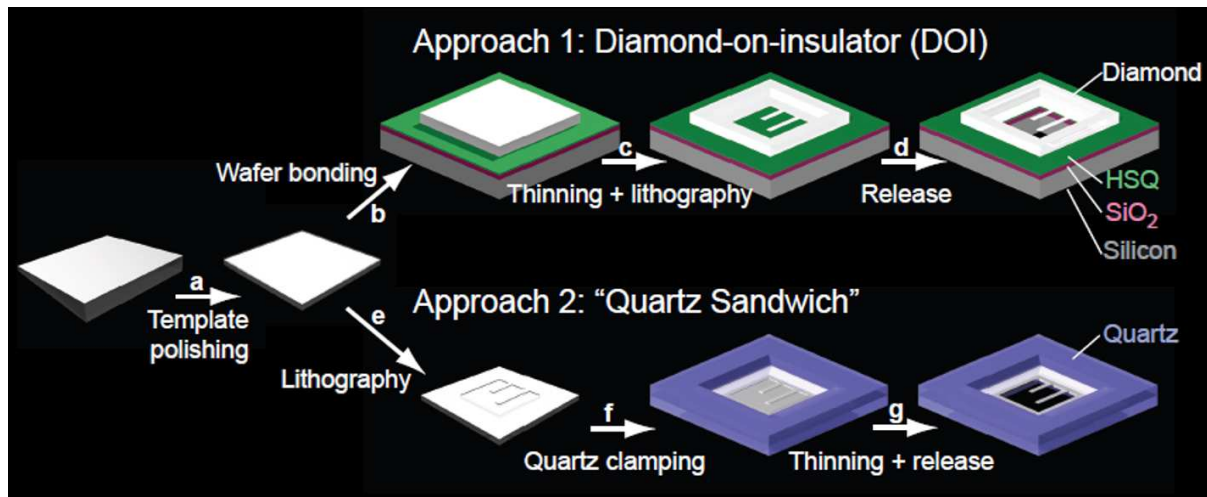 Approach 1: Diamond-on-insulator (DOI)
Diamond
Wafer bonding
b
c
Thinning + lithography
d
Release
HSQ
SiO₂
Silicon
a
Template
polishing
Approach 2: “Quartz Sandwich”
e
Lithography
Quartz
f
Quartz clamping
g
Thinning + release